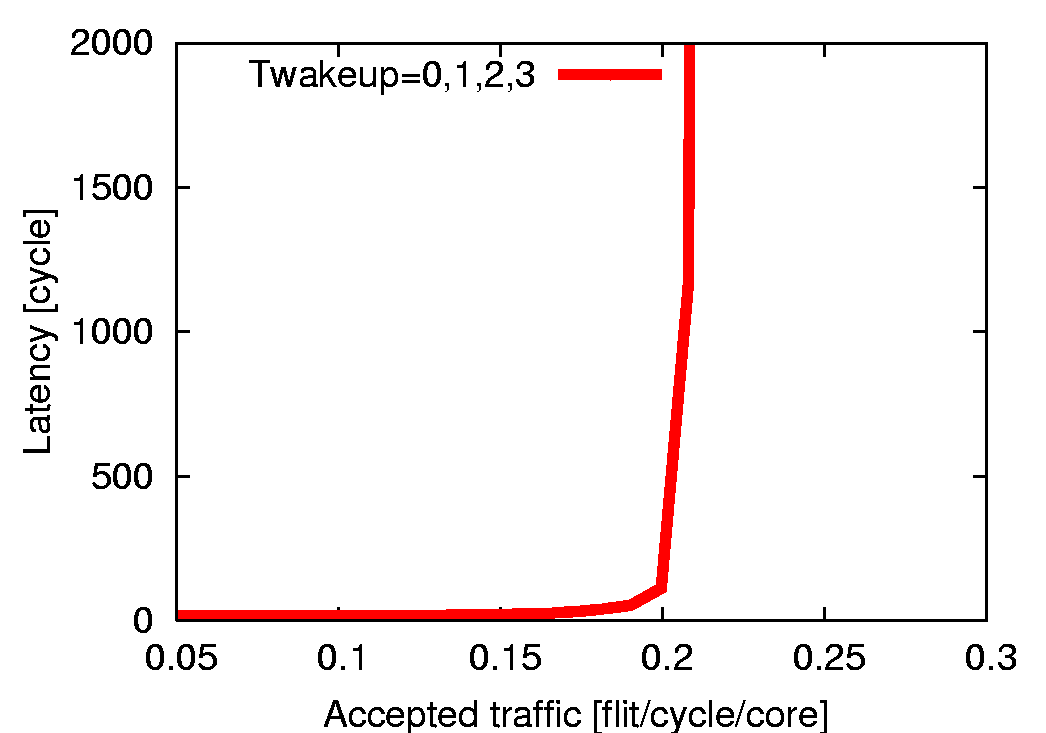 2000
Twakeup=0,1,2,3
1500
Latency [cycle]
1000
500
0
0.05 0.1 0.15 0.2 0.25 0.3
Accepted traffic [flit/cycle/core]